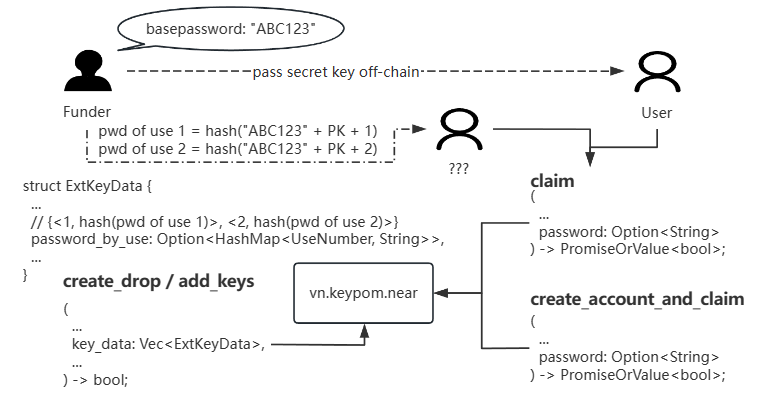 basepassword: "ABC123"
pass secret key off-chain
Funder
User
pwd of use 1 = hash("ABC123" + PK + 1)
pwd of use 2 = hash("ABC123" + PK + 2)
???
struct ExtKeyData {
...
// {<1, hash(pwd of use 1)>, <2, hash(pwd of use 2)>}
password_by_use: Option<HashMap<UseNumber, String>>,
...
}
claim
(
...
password: Option<String>
) -> PromiseOrValue<bool>;
create_drop / add_keys
(
...
key_data: Vec<ExtKeyData>,
...
) -> bool;
vn.keypom.near
create_account_and_claim
(
...
password: Option<String>
) -> PromiseOrValue<bool>;